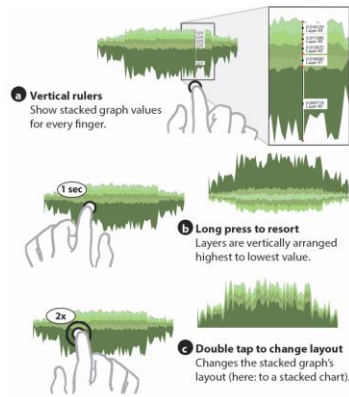 a Vertical rulers
Show stacked graph values
for every finger.
1 sec
b Long press to resort
Layers are vertically arranged
highest to lowest value.
2x
c Double tap to change layout
Changes the stacked graph's
layout (here: to a stacked chart).